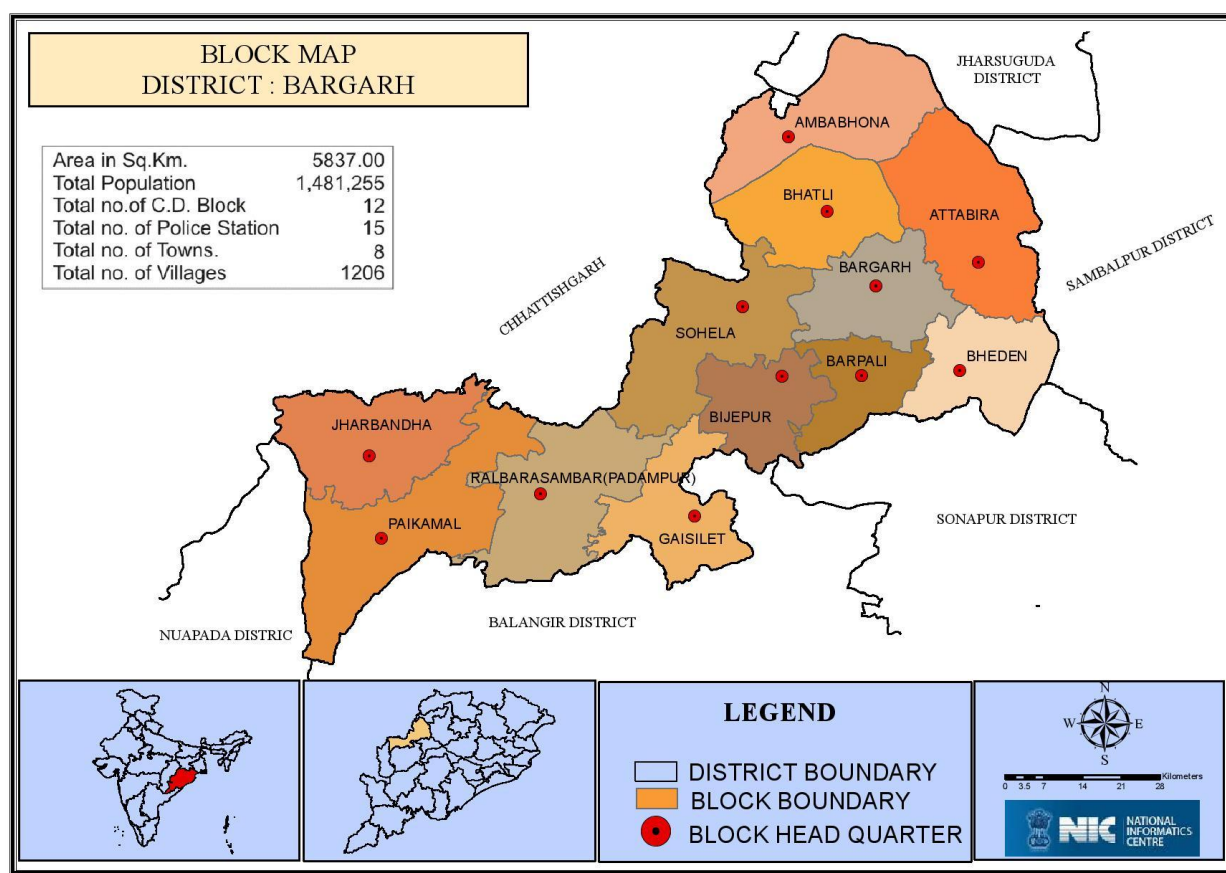 BLOCK MAP
DISTRICT : BARGARH
JHARSUGUDA
DISTRICT
AMBABHONA
Area in Sq.Km. 5837.00
Total Population 1,481,255
Total no.of C.D. Block 12
Total no. of Police Station 15
Total no. of Towns. 8
Total no. of Villages 1206
BHATLI
ATTABIRA
SAMBALPUR DISTRICT
BARGARH
CHHATTISHGARH
SOHELA
BARPALI
BHEDEN
BIJEPUR
JHARBANDHA
RALBARASAMBAR(PADAMPUR)
PAIKAMAL
GAISILET
SONAPUR DISTRICT
NUAPADA DISTRIC
BALANGIR DISTRICT
LEGEND
DISTRICT BOUNDARY
BLOCK BOUNDARY
BLOCK HEAD QUARTER
N
W E
S
Kilometers
0 3.5 7 14 21 28
NIC
NATIONAL
INFORMATICS
CENTRE